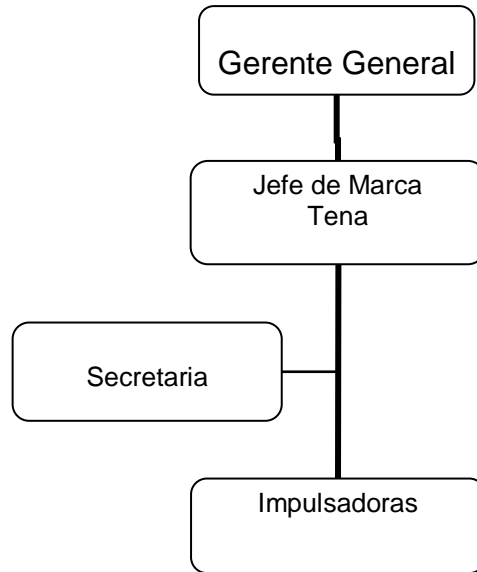 Gerente General
Jefe de Marca
Tena
Secretaria
Impulsadoras